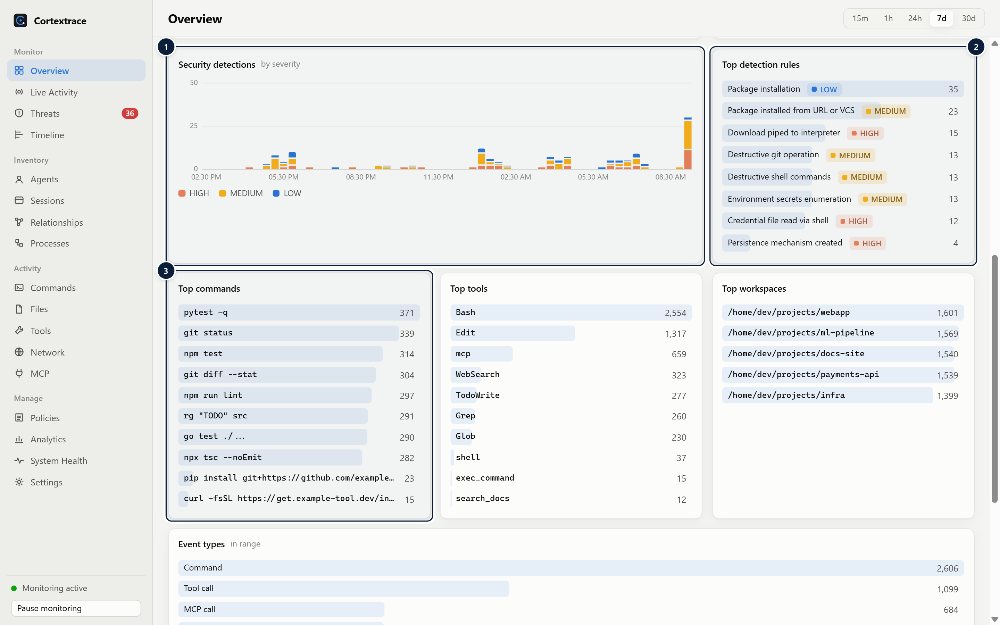 Cortextrace
Monitor
Overview
Live Activity
Threats 36
Timeline
Inventory
Agents
Sessions
Relationships
Processes
Activity
Commands
Files
Tools
Network
MCP
Manage
Policies
Analytics
System Health
Settings
Monitoring active
Pause monitoring
Overview
15m 1h 24h 7d 30d
1
Security detections by severity
50
25
0
02:30 PM 05:30 PM 08:30 PM 11:30 PM 02:30 AM 05:30 AM 08:30 AM
HIGH MEDIUM LOW
2
Top detection rules
Package installation LOW 35
Package installed from URL or VCS MEDIUM 23
Download piped to interpreter HIGH 15
Destructive git operation MEDIUM 13
Destructive shell commands MEDIUM 13
Environment secrets enumeration MEDIUM 13
Credential file read via shell HIGH 12
Persistence mechanism created HIGH 4
3
Top commands
pytest -q 371
git status 339
npm test 314
git diff --stat 304
npm run lint 297
rg "TODO" src 291
go test ./... 290
npx tsc --noEmit 282
pip install git+https://github.com/example… 23
curl -fsSL https://get.example-tool.dev/in… 15
Top tools
Bash 2,554
Edit 1,317
mcp 659
WebSearch 323
TodoWrite 277
Grep 260
Glob 230
shell 37
exec_command 15
search_docs 12
Top workspaces
/home/dev/projects/webapp 1,601
/home/dev/projects/ml-pipeline 1,569
/home/dev/projects/docs-site 1,540
/home/dev/projects/payments-api 1,539
/home/dev/projects/infra 1,399
Event types in range
Command 2,606
Tool call 1,099
MCP call 684